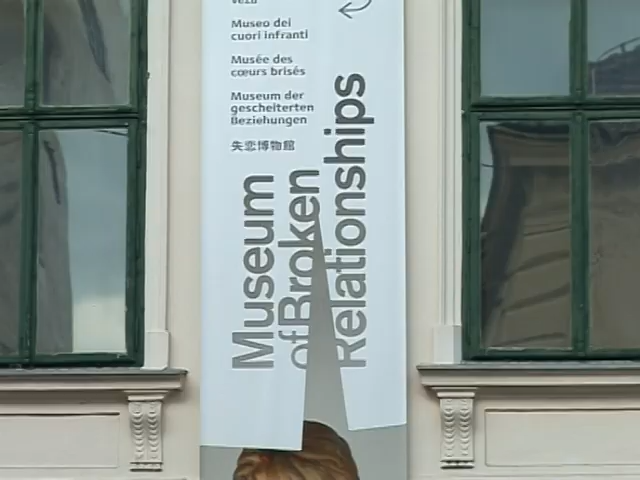 veza
Museo dei
cuori infranti
Musée des
cœurs brisés
Museum der
gescheiterten
Beziehungen
失恋博物館
Museum
of Broken
Relationships